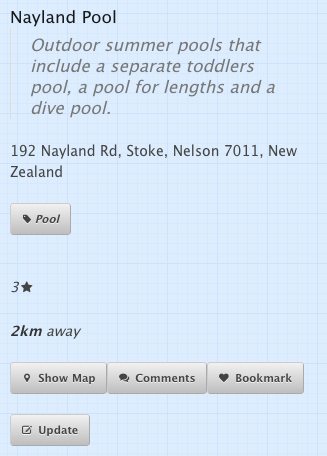 Nayland Pool
Outdoor summer pools that
include a separate toddlers
pool, a pool for lengths and a
dive pool.
192 Nayland Rd, Stoke, Nelson 7011, New
Zealand
Pool
3★
2km away
Show Map Comments Bookmark
Update